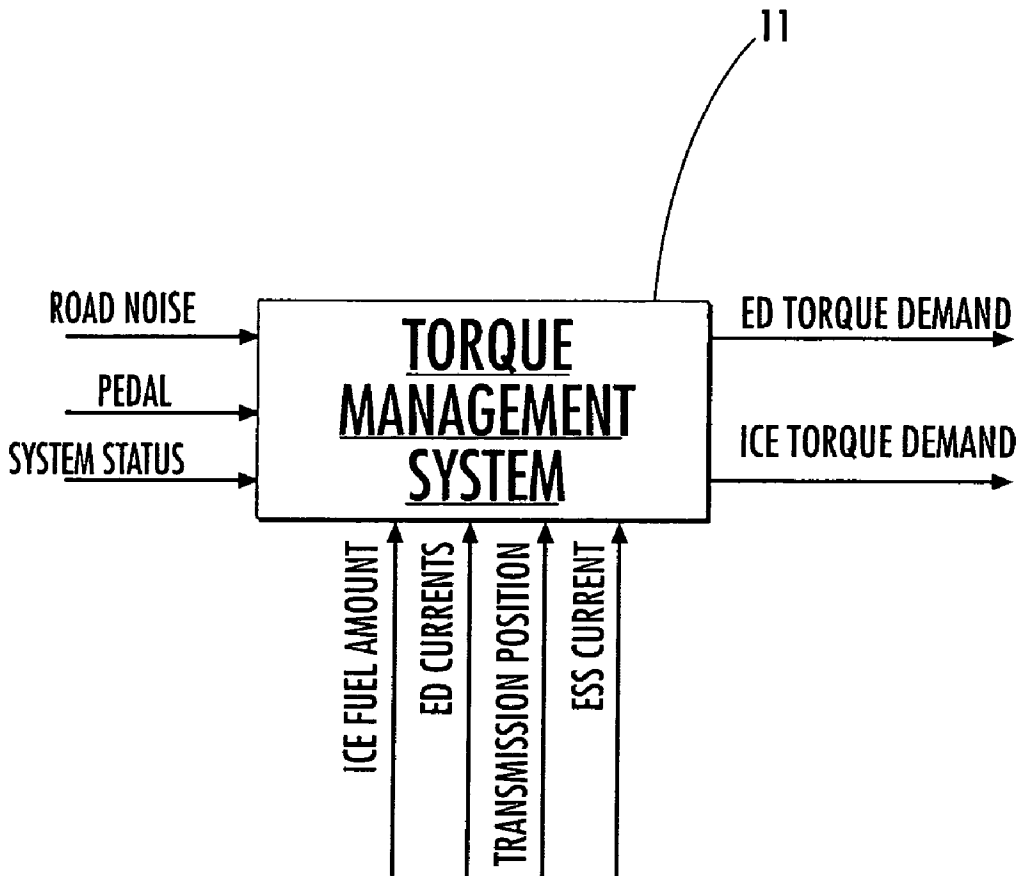 11
ROAD NOISE
PEDAL
SYSTEM STATUS
TORQUE
MANAGEMENT
SYSTEM
ED TORQUE DEMAND
ICE TORQUE DEMAND
ICE FUEL AMOUNT
ED CURRENTS
TRANSMISSION POSITION
ESS CURRENT